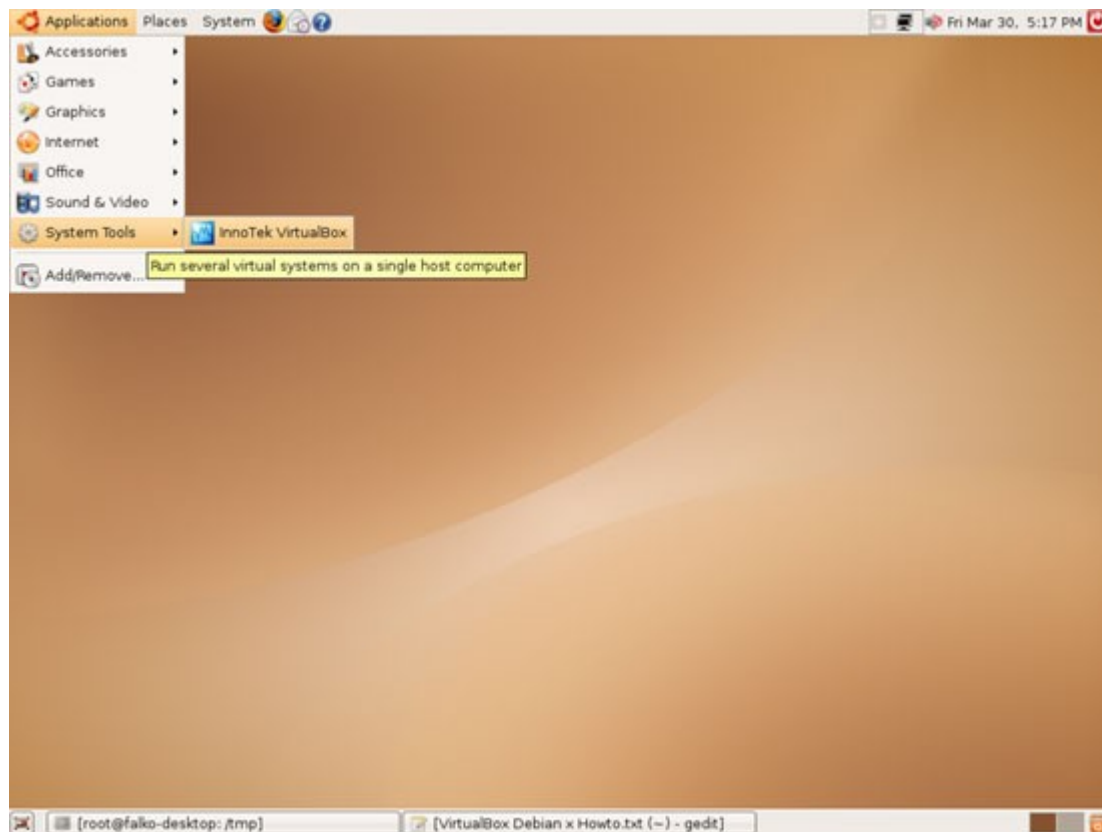 Applications Places System Fri Mar 30, 5:17 PM
Accessories
Games
Graphics
Internet
Office
Sound & Video
System Tools
InnoTek VirtualBox
Run several virtual systems on a single host computer
Add/Remove...
[root@falko-desktop: /tmp] [VirtualBox Debian x Howto.txt (~) - gedit]